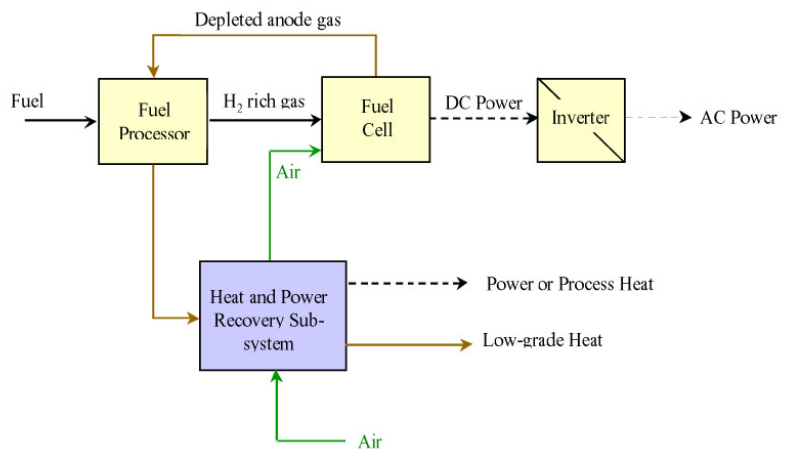 Depleted anode gas
Fuel
Fuel
Processor
H₂ rich gas
Fuel
Cell
DC Power
Inverter
AC Power
Air
Heat and Power
Recovery Sub-
system
Power or Process Heat
Low-grade Heat
Air